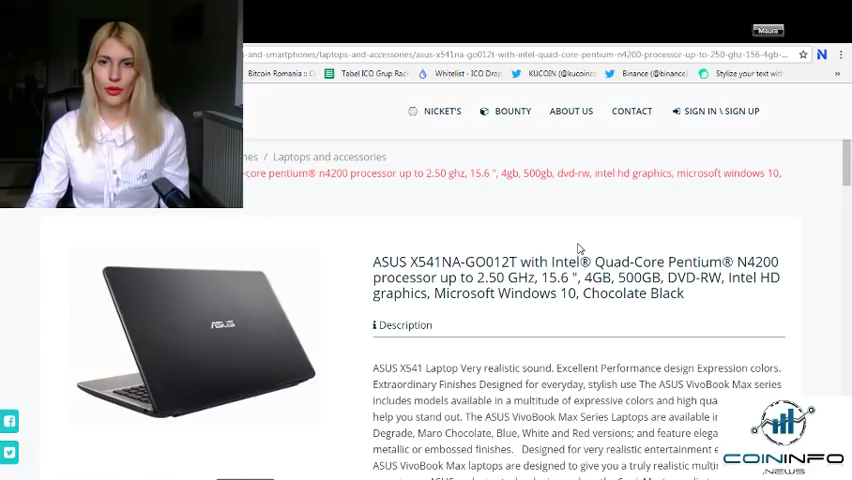 Maura
-and-smartphones/laptops-and-accessories/asus-x541na-go012t-with-intel-quad-core-pentium-n4200-processor-up-to-250-ghz-156-4gb-
Bitcoin Romania :: C Tabel ICO Grup Rac Whitelist – ICO Drop KUCOIN (@kucoinc Binance (@binance) Stylize your text wit »
NICKET'S BOUNTY ABOUT US CONTACT SIGN IN \ SIGN UP
nes / Laptops and accessories
-core pentium® n4200 processor up to 2.50 ghz, 15.6 ", 4gb, 500gb, dvd-rw, intel hd graphics, microsoft windows 10,
ASUS X541NA-GO012T with Intel® Quad-Core Pentium® N4200
processor up to 2.50 GHz, 15.6 ", 4GB, 500GB, DVD-RW, Intel HD
graphics, Microsoft Windows 10, Chocolate Black
Description
ASUS
ASUS X541 Laptop Very realistic sound. Excellent Performance design Expression colors.
Extraordinary Finishes Designed for everyday, stylish use The ASUS VivoBook Max series
includes models available in a multitude of expressive colors and high qua
help you stand out. The ASUS VivoBook Max Series Laptops are available in
Degrade, Maro Chocolate, Blue, White and Red versions; and feature elega
metallic or embossed finishes. Designed for very realistic entertainment e
ASUS VivoBook Max laptops are designed to give you a truly realistic multim
COININFO
.NEWS